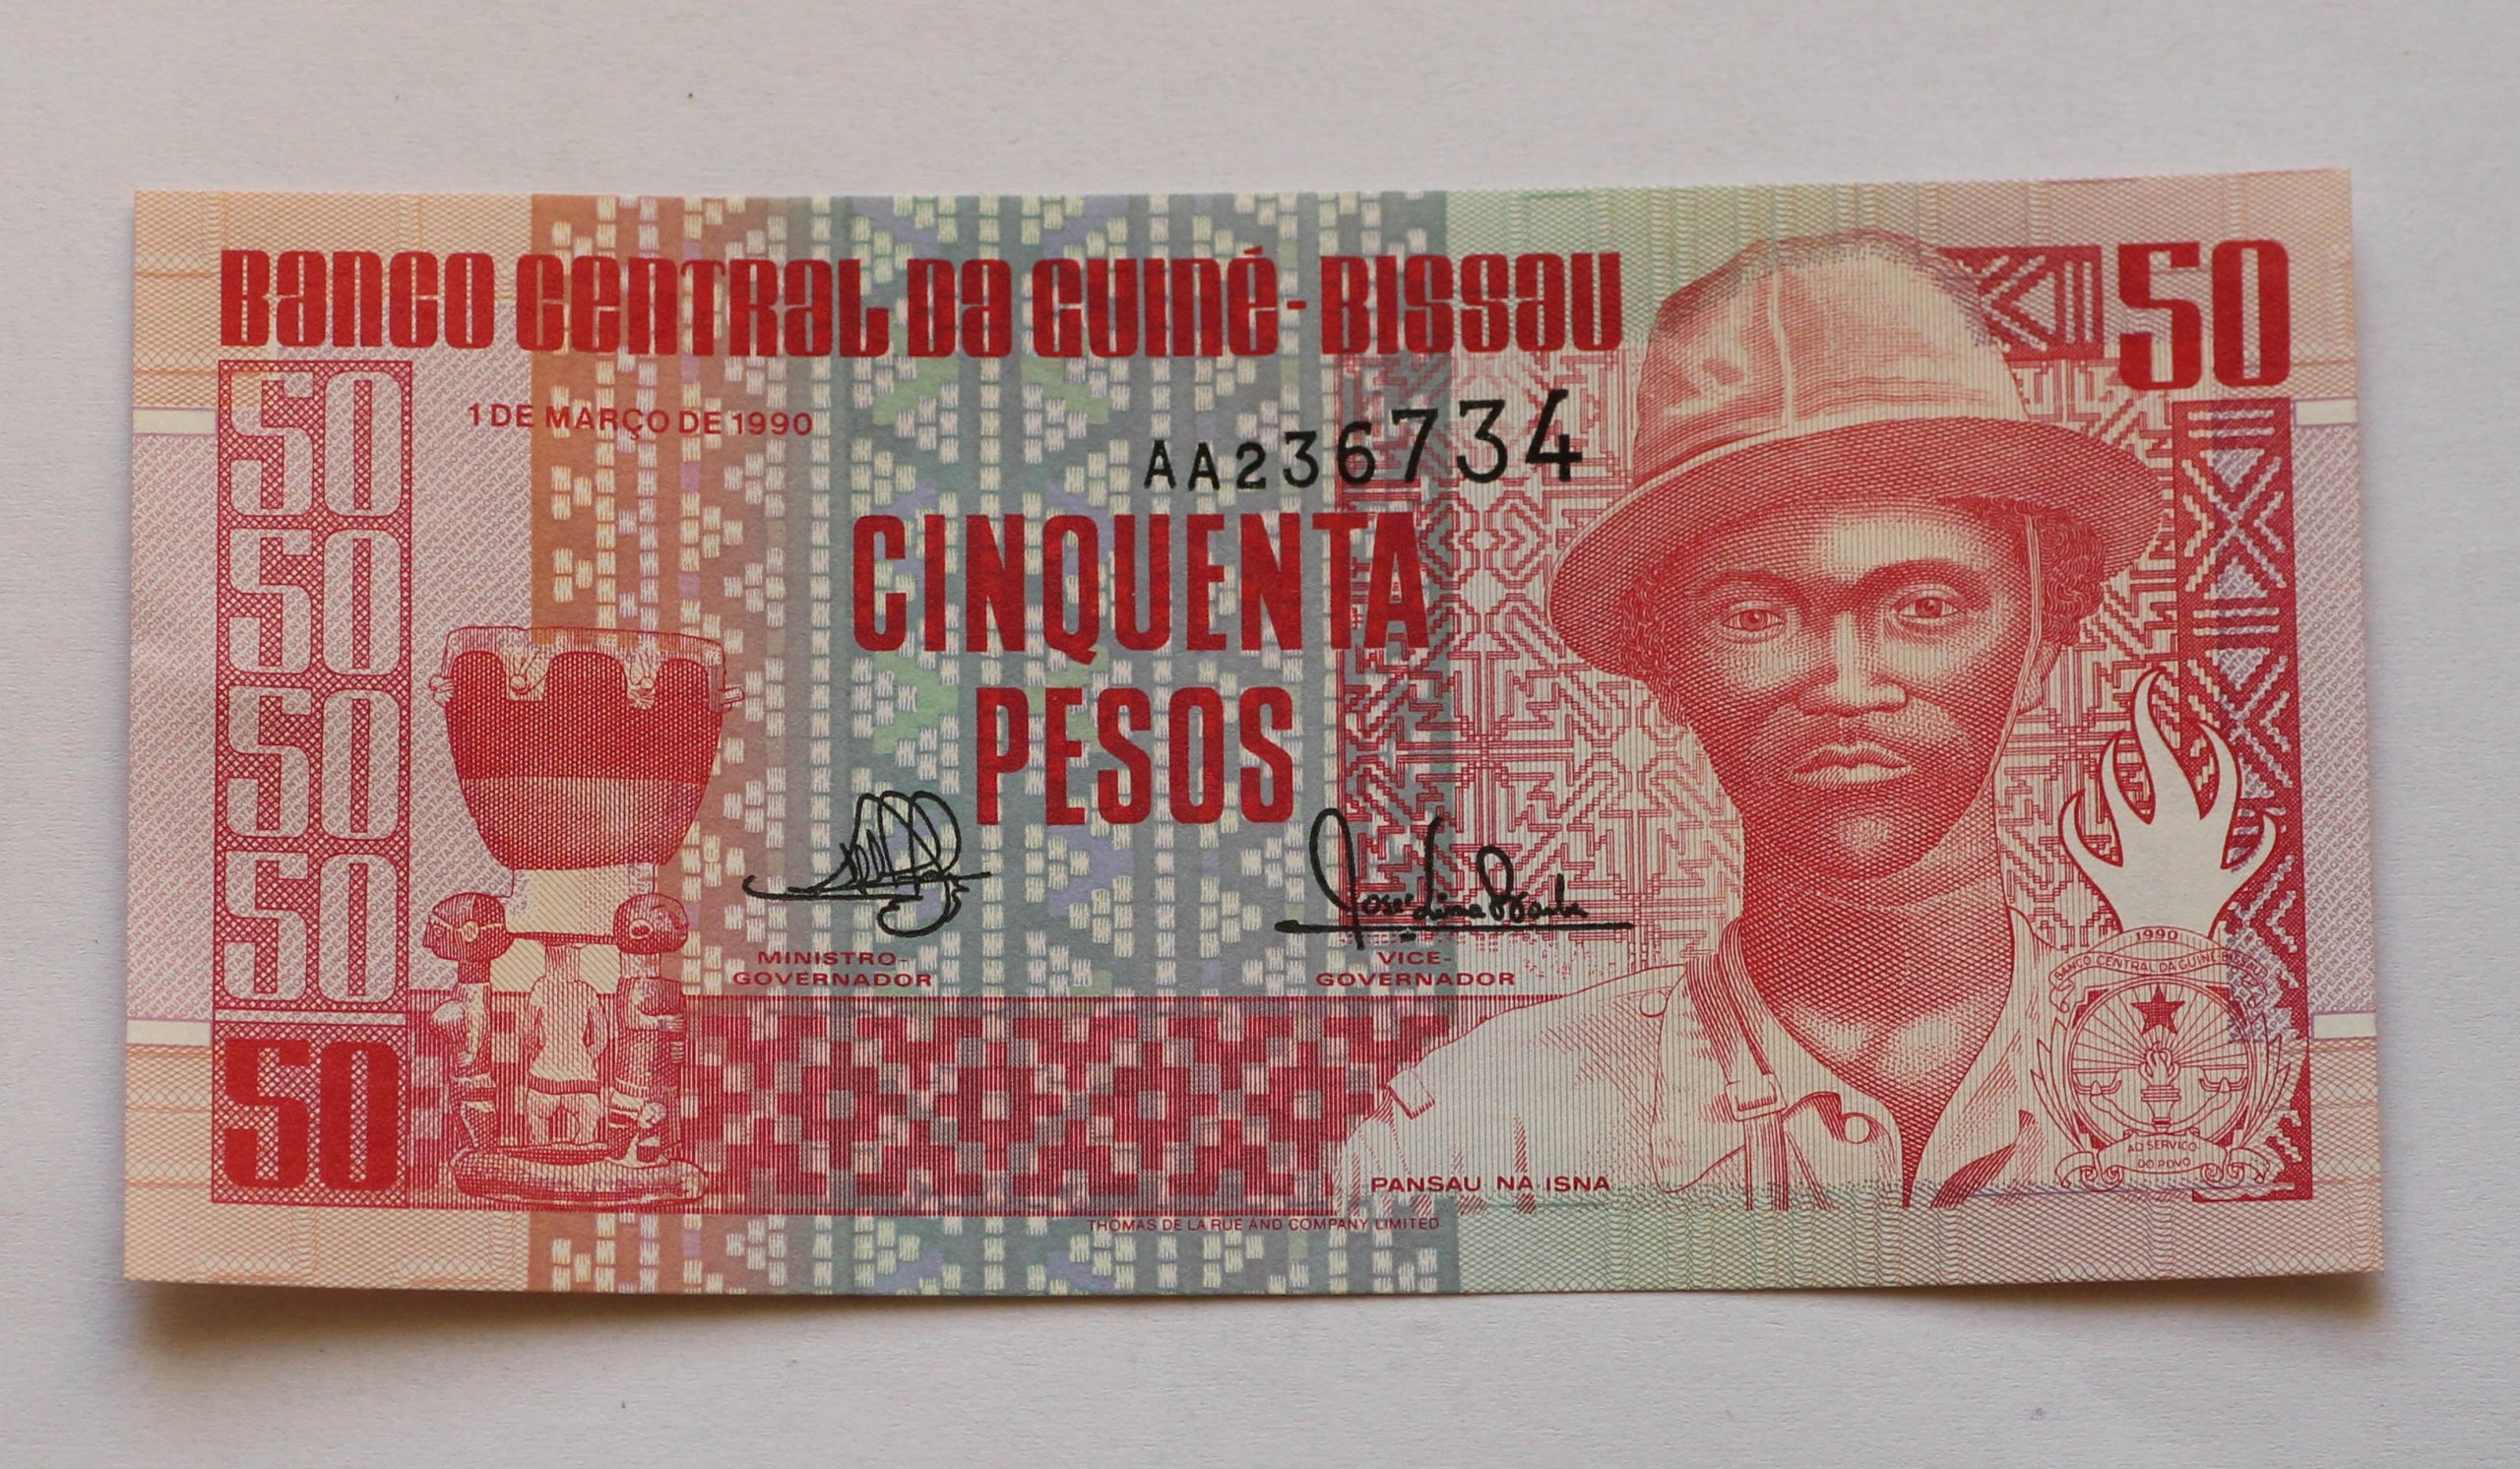 BANCO CENTRAL DA GUINÉ-BISSAU
50
50
1 DE MARÇO DE 1990
AA236734
50
CINQUENTA
PESOS
50
50
MINISTRO-
GOVERNADOR
VICE-
GOVERNADOR
1990
BANCO CENTRAL DA GUINÉ BISSAU
AO SERVIÇO
DO POVO
50
PANSAU NA ISNA
THOMAS DE LA RUE AND COMPANY LIMITED